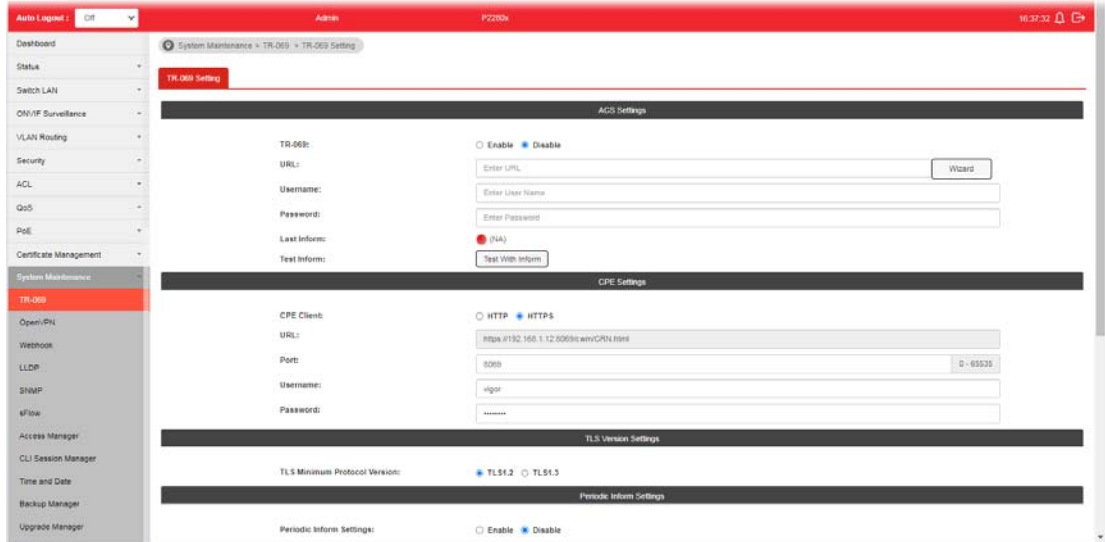 Auto Logout : Off Admin P2280x 16:37:32
Dashboard
Status
Switch LAN
ONVIF Surveillance
VLAN Routing
Security
ACL
QoS
PoE
Certificate Management
System Maintenance
TR-069
OpenVPN
Webhook
LLDP
SNMP
sFlow
Access Manager
CLI Session Manager
Time and Date
Backup Manager
Upgrade Manager
System Maintenance » TR-069 » TR-069 Setting
TR-069 Setting
ACS Settings
TR-069: Enable Disable
URL: Enter URL Wizard
Username: Enter User Name
Password: Enter Password
Last Inform: (NA)
Test Inform: Test With Inform
CPE Settings
CPE Client: HTTP HTTPS
URL: https://192.168.1.12:8069/cwm/CRN.html
Port: 8069 0 - 65535
Username: vigor
Password: ••••••••
TLS Version Settings
TLS Minimum Protocol Version: TLS1.2 TLS1.3
Periodic Inform Settings
Periodic Inform Settings: Enable Disable